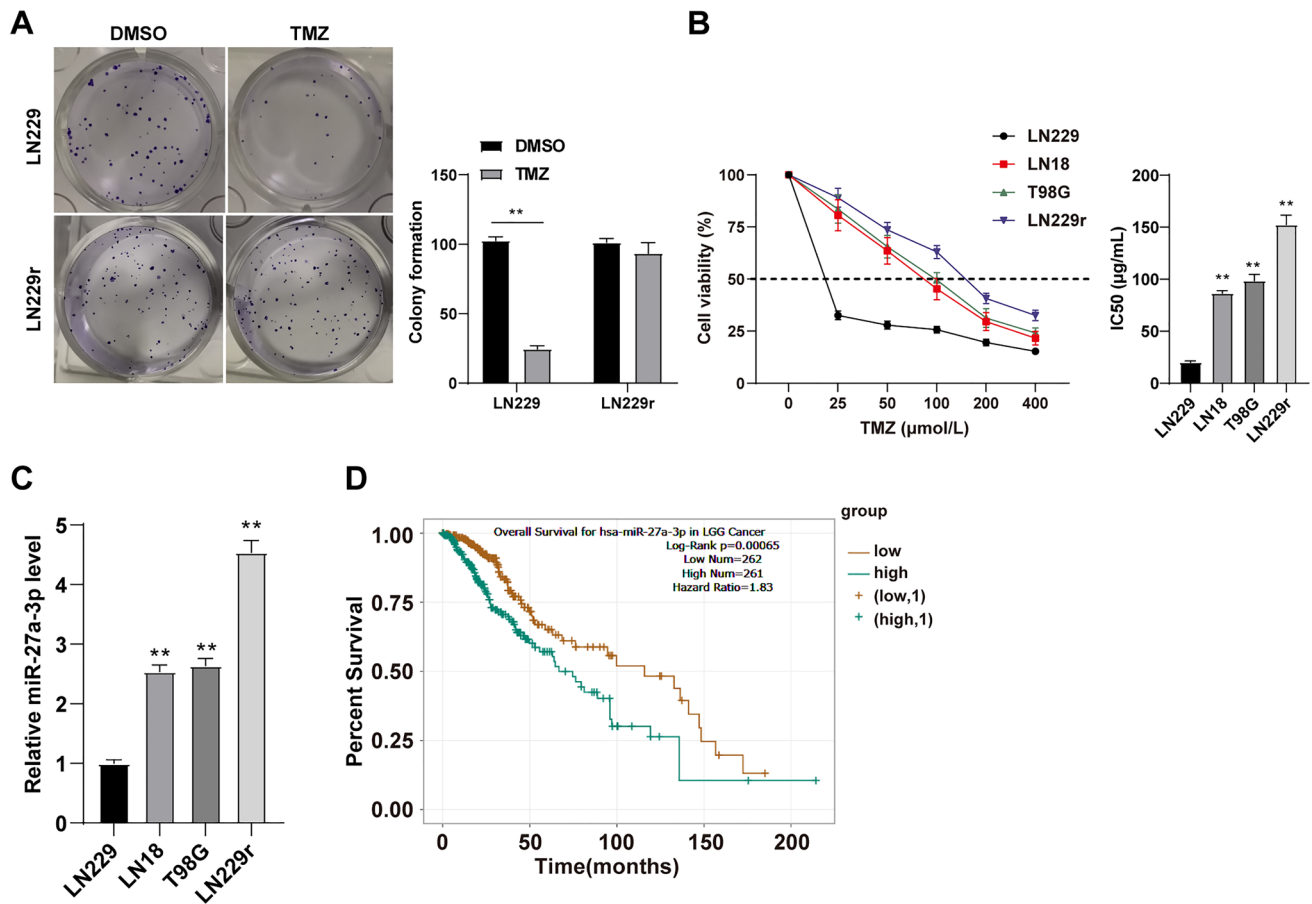 A
DMSO
TMZ
LN229
LN229r
DMSO
TMZ
Colony formation
150
100
50
0
**
LN229
LN229r
B
LN229
LN18
T98G
LN229r
Cell viability (%)
100
75
50
25
0
0
25
50
100
200
400
TMZ (μmol/L)
IC50 (μg/mL)
200
150
100
50
0
**
**
**
LN229
LN18
T98G
LN229r
C
Relative miR-27a-3p level
5
4
3
2
1
0
**
**
**
LN229
LN18
T98G
LN229r
D
Overall Survival for hsa-miR-27a-3p in LGG Cancer
Log-Rank p=0.00065
Low Num=262
High Num=261
Hazard Ratio=1.83
Percent Survival
1.00
0.75
0.50
0.25
0.00
0
50
100
150
200
Time(months)
group
low
high
(low,1)
(high,1)